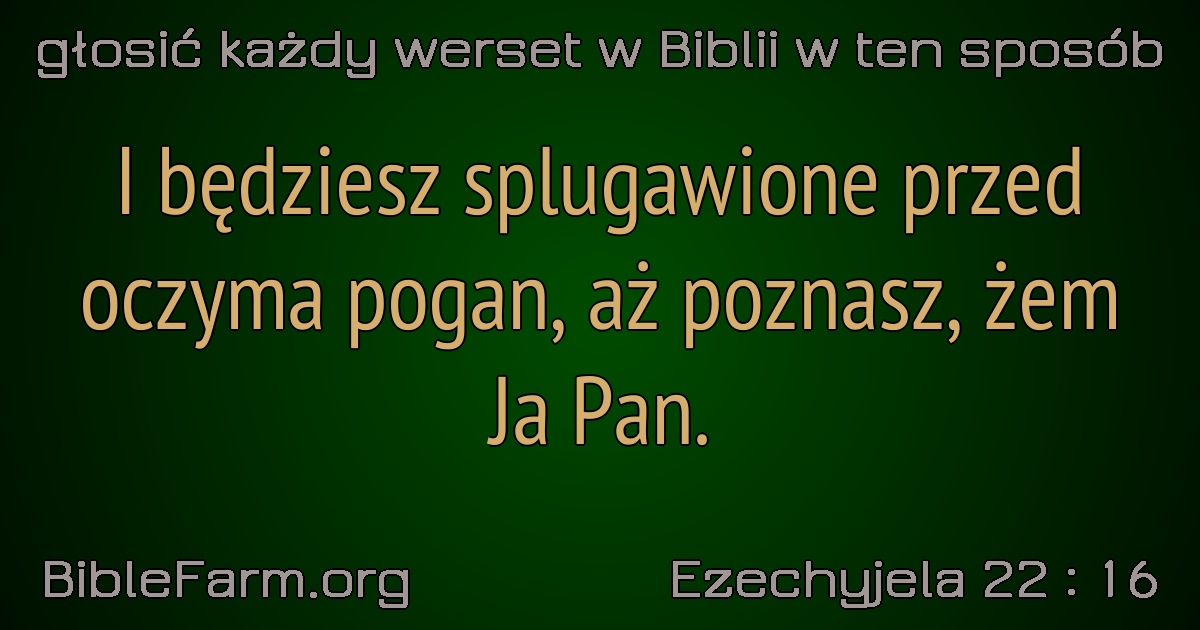 głosić każdy werset w Biblii w ten sposób
I będziesz splugawione przed
oczyma pogan, aż poznasz, żem
Ja Pan.
BibleFarm.org
Ezechyjela 22 : 16